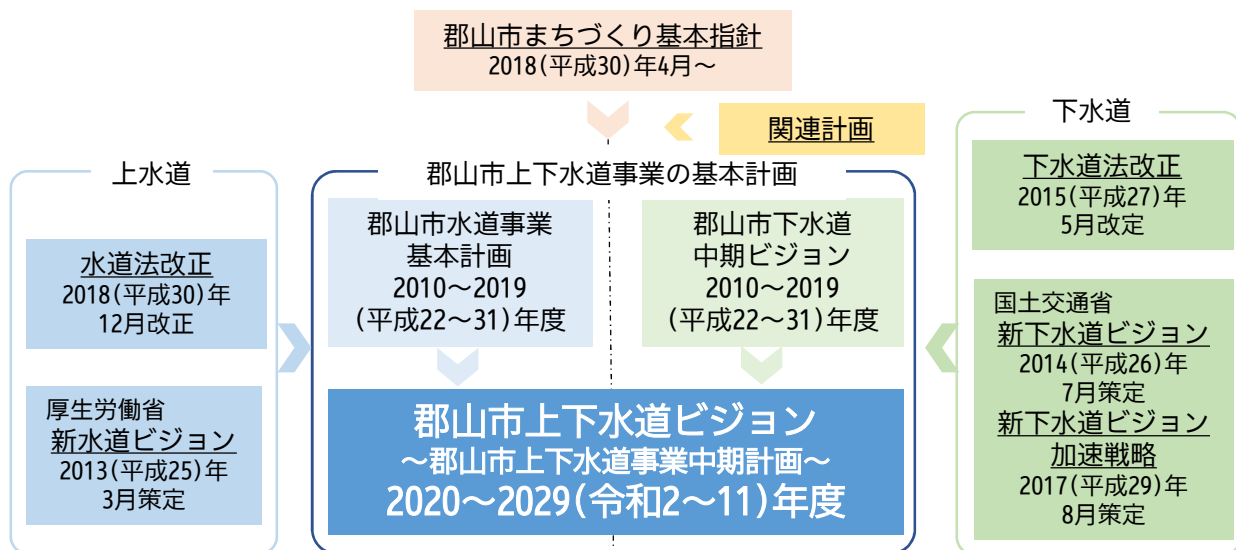 郡山市まちづくり基本指針
2018(平成30)年4月～
関連計画
上水道
水道法改正
2018(平成30)年
12月改正
厚生労働省
新水道ビジョン
2013(平成25)年
3月策定
郡山市上下水道事業の基本計画
郡山市水道事業
基本計画
2010～2019
(平成22～31)年度
郡山市下水道
中期ビジョン
2010～2019
(平成22～31)年度
郡山市上下水道ビジョン
～郡山市上下水道事業中期計画～
2020～2029(令和2～11)年度
下水道
下水道法改正
2015(平成27)年
5月改定
国土交通省
新下水道ビジョン
2014(平成26)年
7月策定
新下水道ビジョン
加速戦略
2017(平成29)年
8月策定